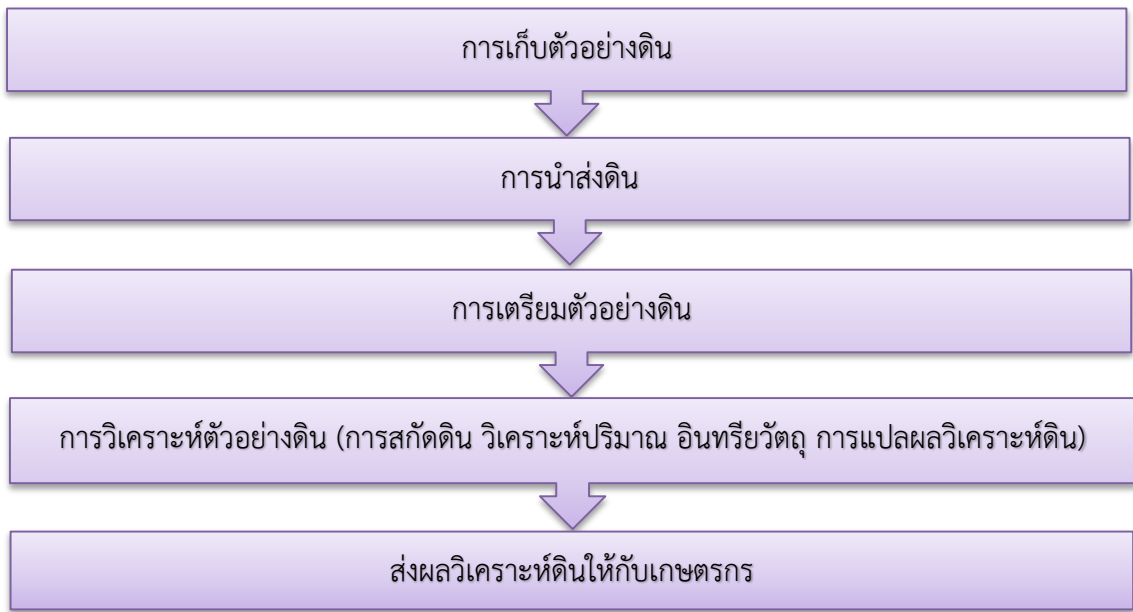 การเก็บตัวอย่างดิน
การนำส่งดิน
การเตรียมตัวอย่างดิน
การวิเคราะห์ตัวอย่างดิน (การสกัดดิน วิเคราะห์ปริมาณ อินทรียวัตถุ การแปลผลวิเคราะห์ดิน)
ส่งผลวิเคราะห์ดินให้กับเกษตรกร